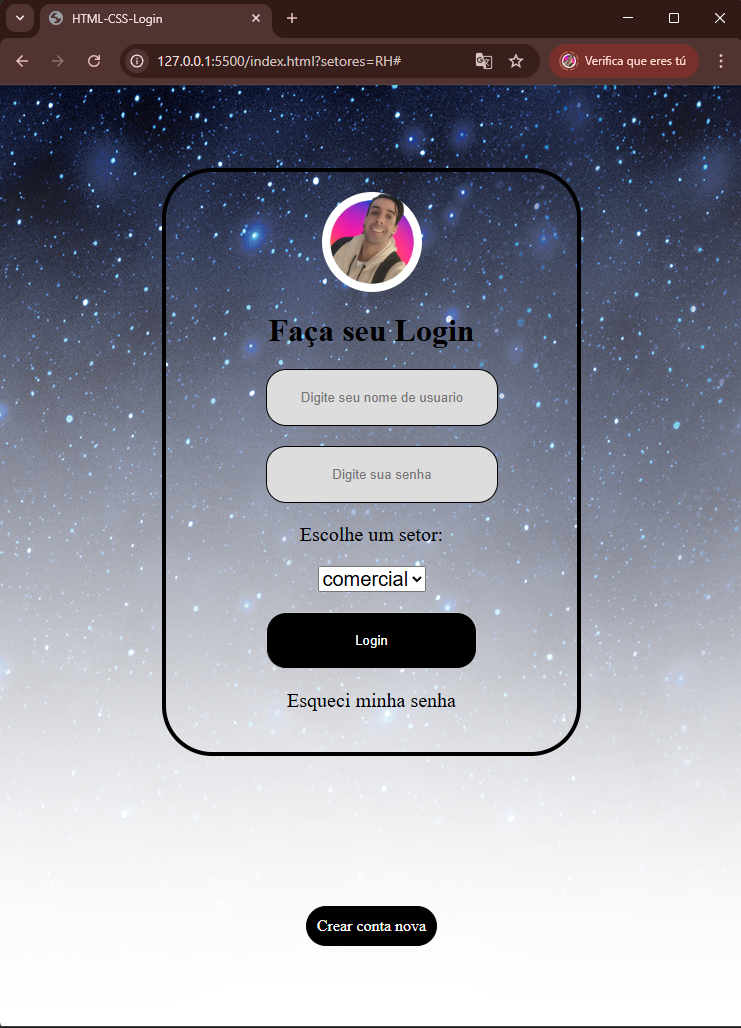 HTML-CSS-Login
127.0.0.1:5500/index.html?setores=RH#
Verifica que eres tú
Faça seu Login
Digite seu nome de usuario
Digite sua senha
Escolhe um setor:
comercial
Login
Esqueci minha senha
Crear conta nova